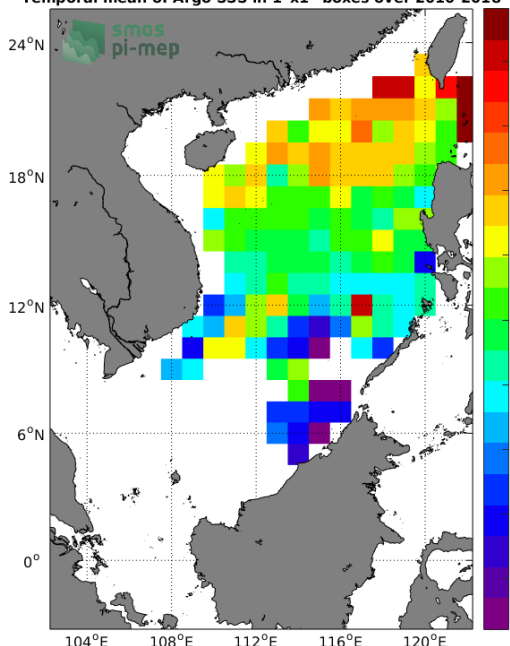 Temporal mean of Argo SSS in 1°x1° boxes over 2010-2016
smos
pi-mep
24°N
18°N
12°N
6°N
0°
104°E
108°E
112°E
116°E
120°E